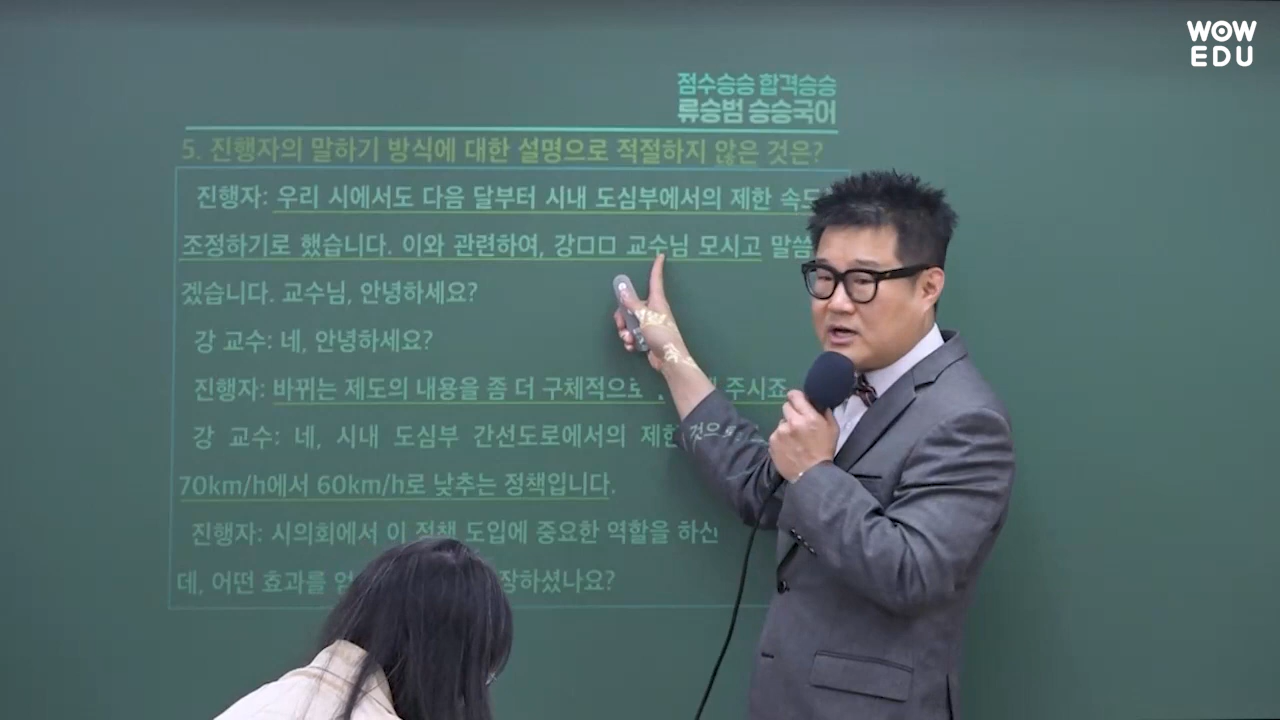 WOW
EDU
점수승승 합격승승
류승범 승승국어
5. 진행자의 말하기 방식에 대한 설명으로 적절하지 않은 것은?
진행자: 우리 시에서도 다음 달부터 시내 도심부에서의 제한 속도
조정하기로 했습니다. 이와 관련하여, 강□□ 교수님 모시고 말씀
겠습니다. 교수님, 안녕하세요?
강 교수: 네, 안녕하세요?
진행자: 바뀌는 제도의 내용을 좀 더 구체적으로 주시죠
강 교수: 네, 시내 도심부 간선도로에서의 제한
70km/h에서 60km/h로 낮추는 정책입니다.
진행자: 시의회에서 이 정책 도입에 중요한 역할을 하신
데, 어떤 효과를 장하셨나요?